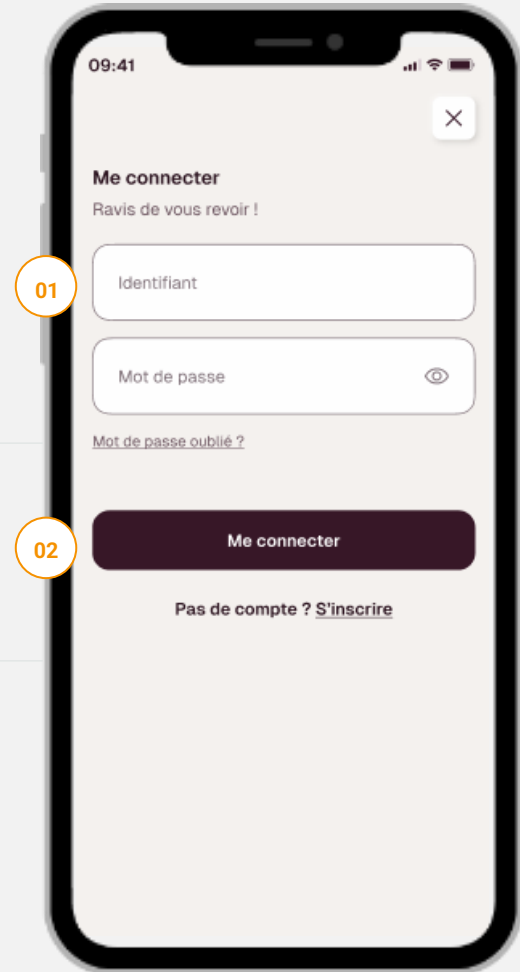 09:41
Me connecter
Ravis de vous revoir !
01
Identifiant
Mot de passe
Mot de passe oublié ?
02
Me connecter
Pas de compte ? S'inscrire